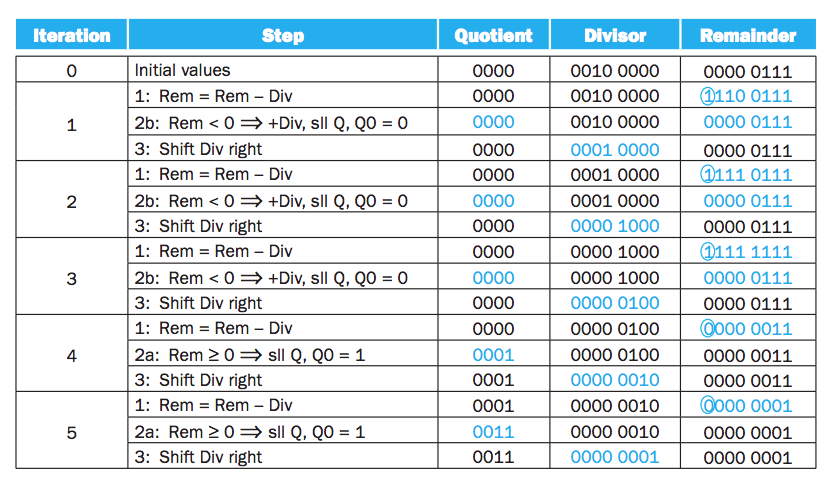 Iteration Step Quotient Divisor Remainder
0 Initial values 0000 0010 0000 0000 0111
1 1: Rem = Rem – Div 0000 0010 0000 1110 0111
2b: Rem < 0 ⟹ +Div, sll Q, Q0 = 0 0000 0010 0000 0000 0111
3: Shift Div right 0000 0001 0000 0000 0111
2 1: Rem = Rem – Div 0000 0001 0000 1111 0111
2b: Rem < 0 ⟹ +Div, sll Q, Q0 = 0 0000 0001 0000 0000 0111
3: Shift Div right 0000 0000 1000 0000 0111
3 1: Rem = Rem – Div 0000 0000 1000 1111 1111
2b: Rem < 0 ⟹ +Div, sll Q, Q0 = 0 0000 0000 1000 0000 0111
3: Shift Div right 0000 0000 0100 0000 0111
4 1: Rem = Rem – Div 0000 0000 0100 0000 0011
2a: Rem ≥ 0 ⟹ sll Q, Q0 = 1 0001 0000 0100 0000 0011
3: Shift Div right 0001 0000 0010 0000 0011
5 1: Rem = Rem – Div 0001 0000 0010 0000 0001
2a: Rem ≥ 0 ⟹ sll Q, Q0 = 1 0011 0000 0010 0000 0001
3: Shift Div right 0011 0000 0001 0000 0001